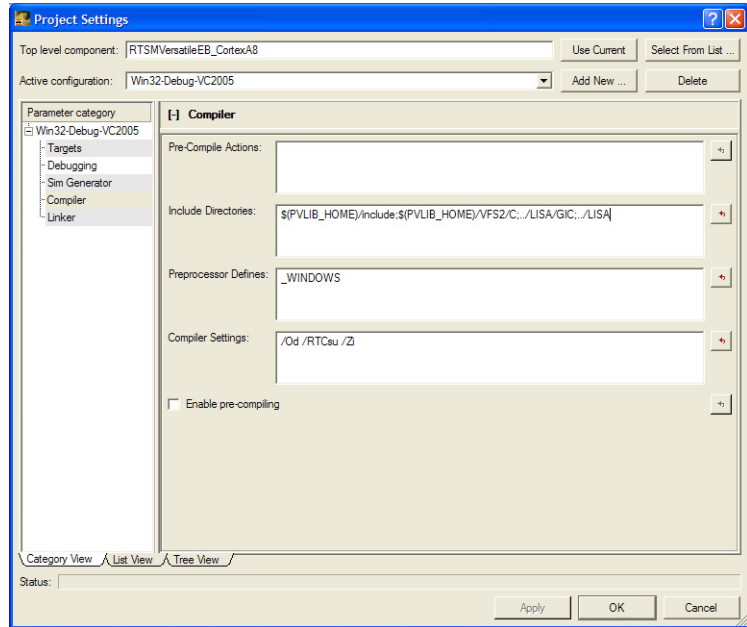 Project Settings
Top level component: RTSMVersatileEB_CortexA8 Use Current Select From List ...
Active configuration: Win32-Debug-VC2005 Add New ... Delete
Parameter category
Win32-Debug-VC2005
Targets
Debugging
Sim Generator
Compiler
Linker
[-] Compiler
Pre-Compile Actions:
Include Directories: $(PVLIB_HOME)/include;$(PVLIB_HOME)/VFS2/C;../LISA/GIC;../LISA
Preprocessor Defines: _WINDOWS
Compiler Settings: /Od /RTCsu /Zi
Enable pre-compiling
Category View List View Tree View
Status:
Apply OK Cancel